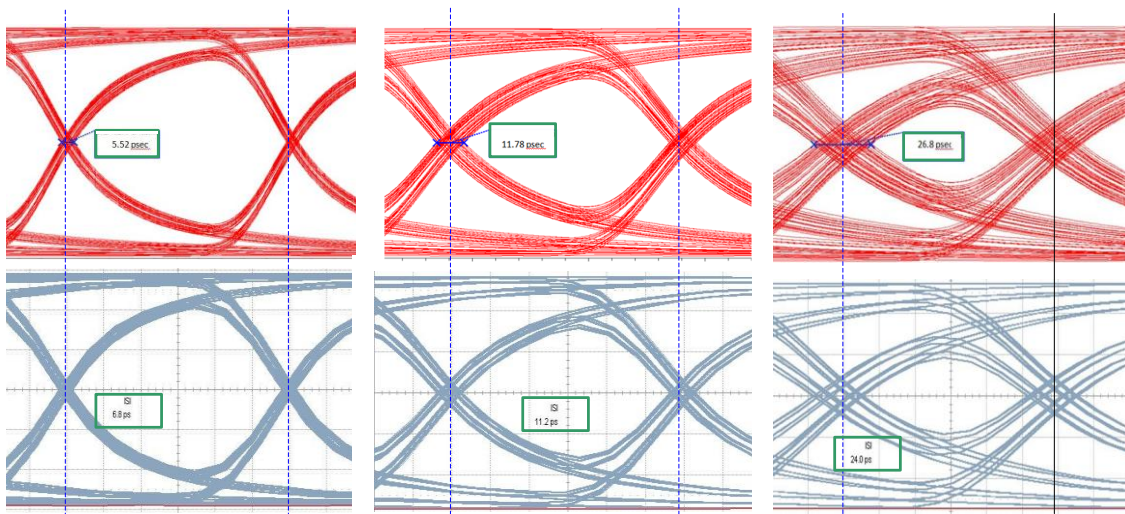 5.52 psec
11.78 psec
26.8 psec
ISI
6.8 ps
ISI
11.2 ps
ISI
24.0 ps